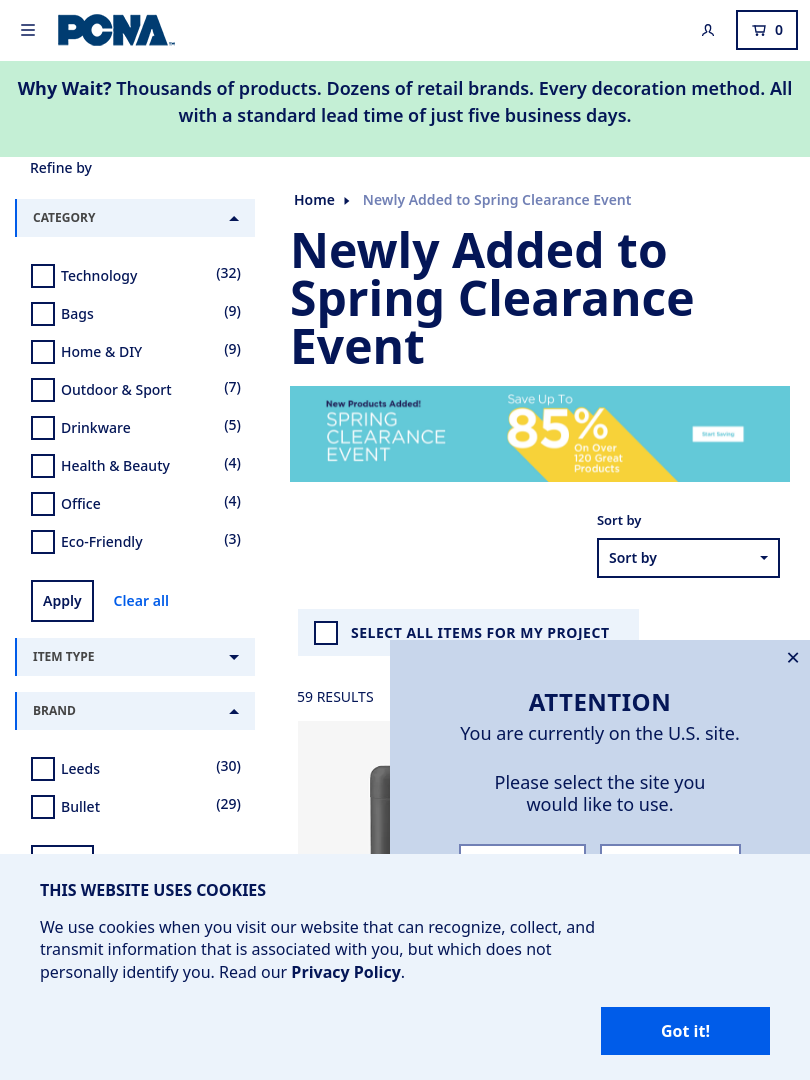 PCNA
0
Why Wait? Thousands of products. Dozens of retail brands. Every decoration method. All
with a standard lead time of just five business days.
Refine by
CATEGORY
Technology (32)
Bags (9)
Home & DIY (9)
Outdoor & Sport (7)
Drinkware (5)
Health & Beauty (4)
Office (4)
Eco-Friendly (3)
Apply Clear all
ITEM TYPE
BRAND
Leeds (30)
Bullet (29)
Home Newly Added to Spring Clearance Event
Newly Added to
Spring Clearance
Event
New Products Added!
SPRING
CLEARANCE
EVENT
Save Up To
85%
On Over
120 Great
Products
Start Saving
Sort by
Sort by
SELECT ALL ITEMS FOR MY PROJECT
59 RESULTS
ATTENTION
You are currently on the U.S. site.
Please select the site you
would like to use.
THIS WEBSITE USES COOKIES
We use cookies when you visit our website that can recognize, collect, and
transmit information that is associated with you, but which does not
personally identify you. Read our Privacy Policy.
Got it!